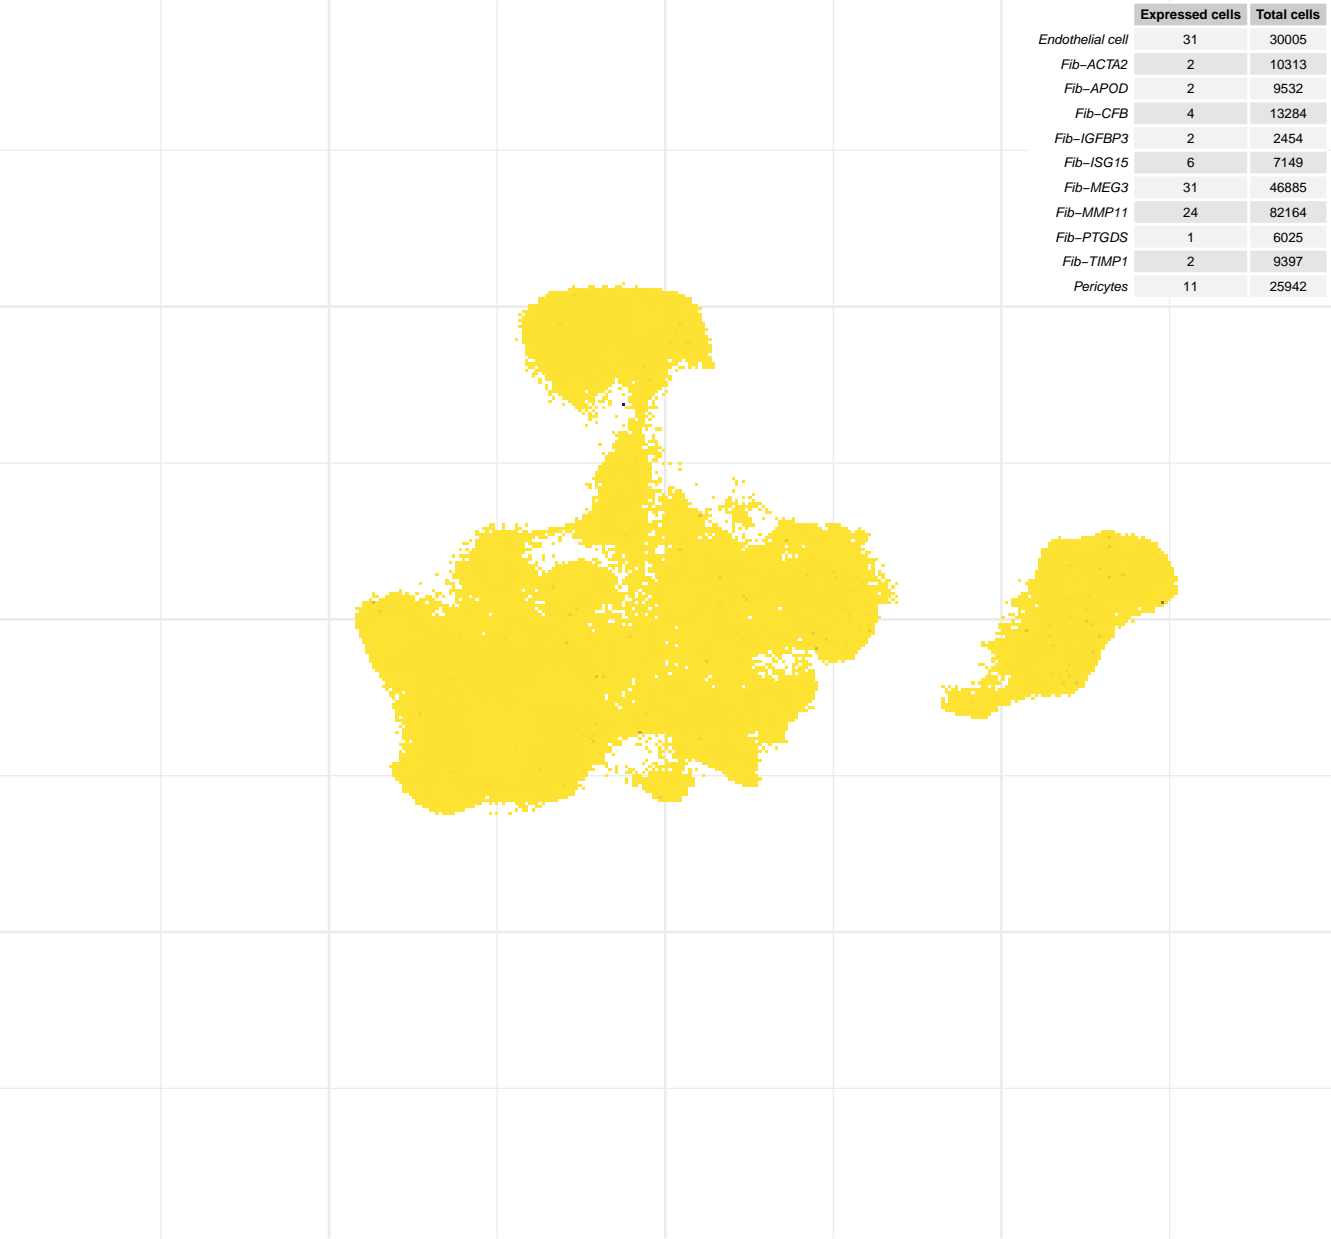 Expressed cells Total cells
Endothelial cell 31 30005
Fib−ACTA2 2 10313
Fib−APOD 2 9532
Fib−CFB 4 13284
Fib−IGFBP3 2 2454
Fib−ISG15 6 7149
Fib−MEG3 31 46885
Fib−MMP11 24 82164
Fib−PTGDS 1 6025
Fib−TIMP1 2 9397
Pericytes 11 25942